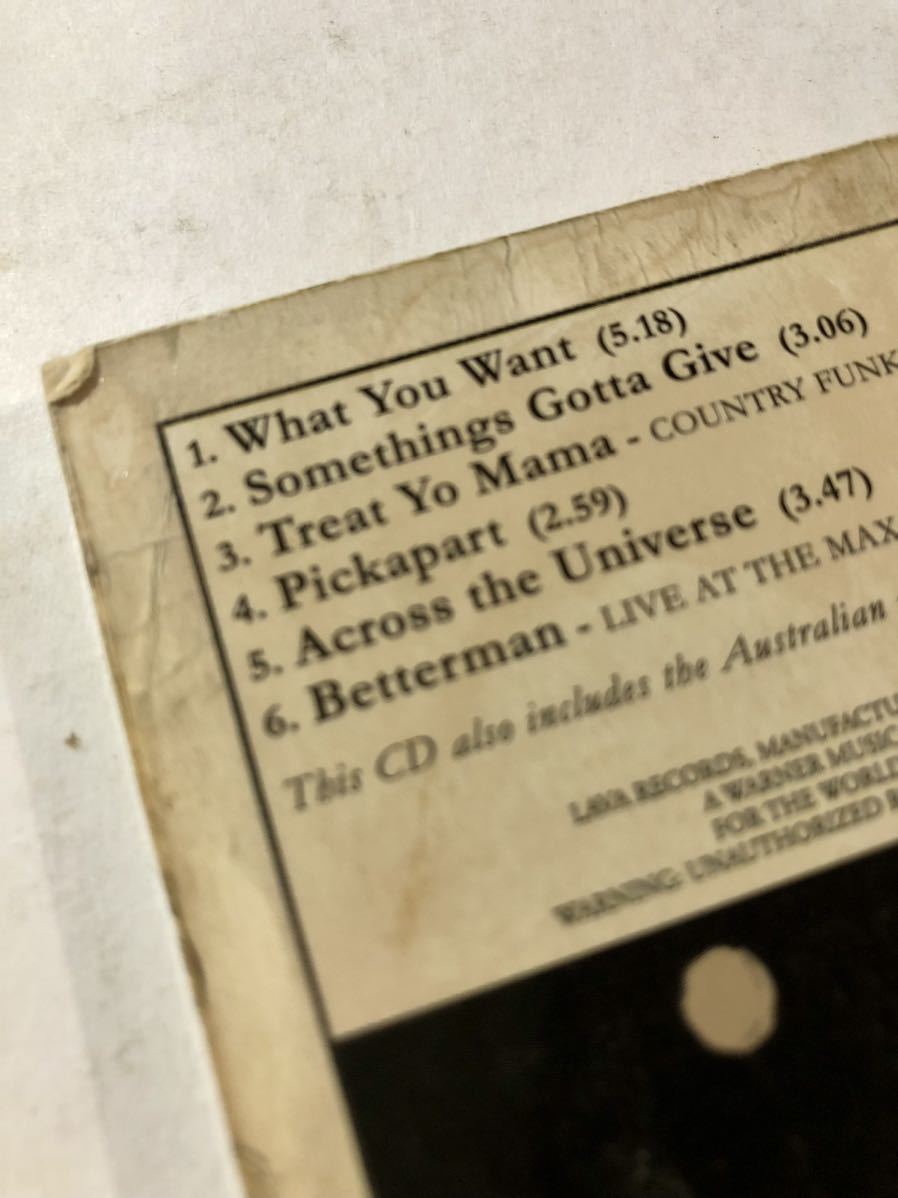 1. What You Want (5.18)
2. Somethings Gotta Give (3.06)
3. Treat Yo Mama - COUNTRY FUNK
4. Pickapart (2.59)
5. Across the Universe (3.47)
6. Betterman - LIVE AT THE MAX
This CD also includes the Australian
LAVA RECORDS, MANUFACTU
A WARNER MUSIC
FOR THE WORLD
WARNING: UNAUTHORIZED R